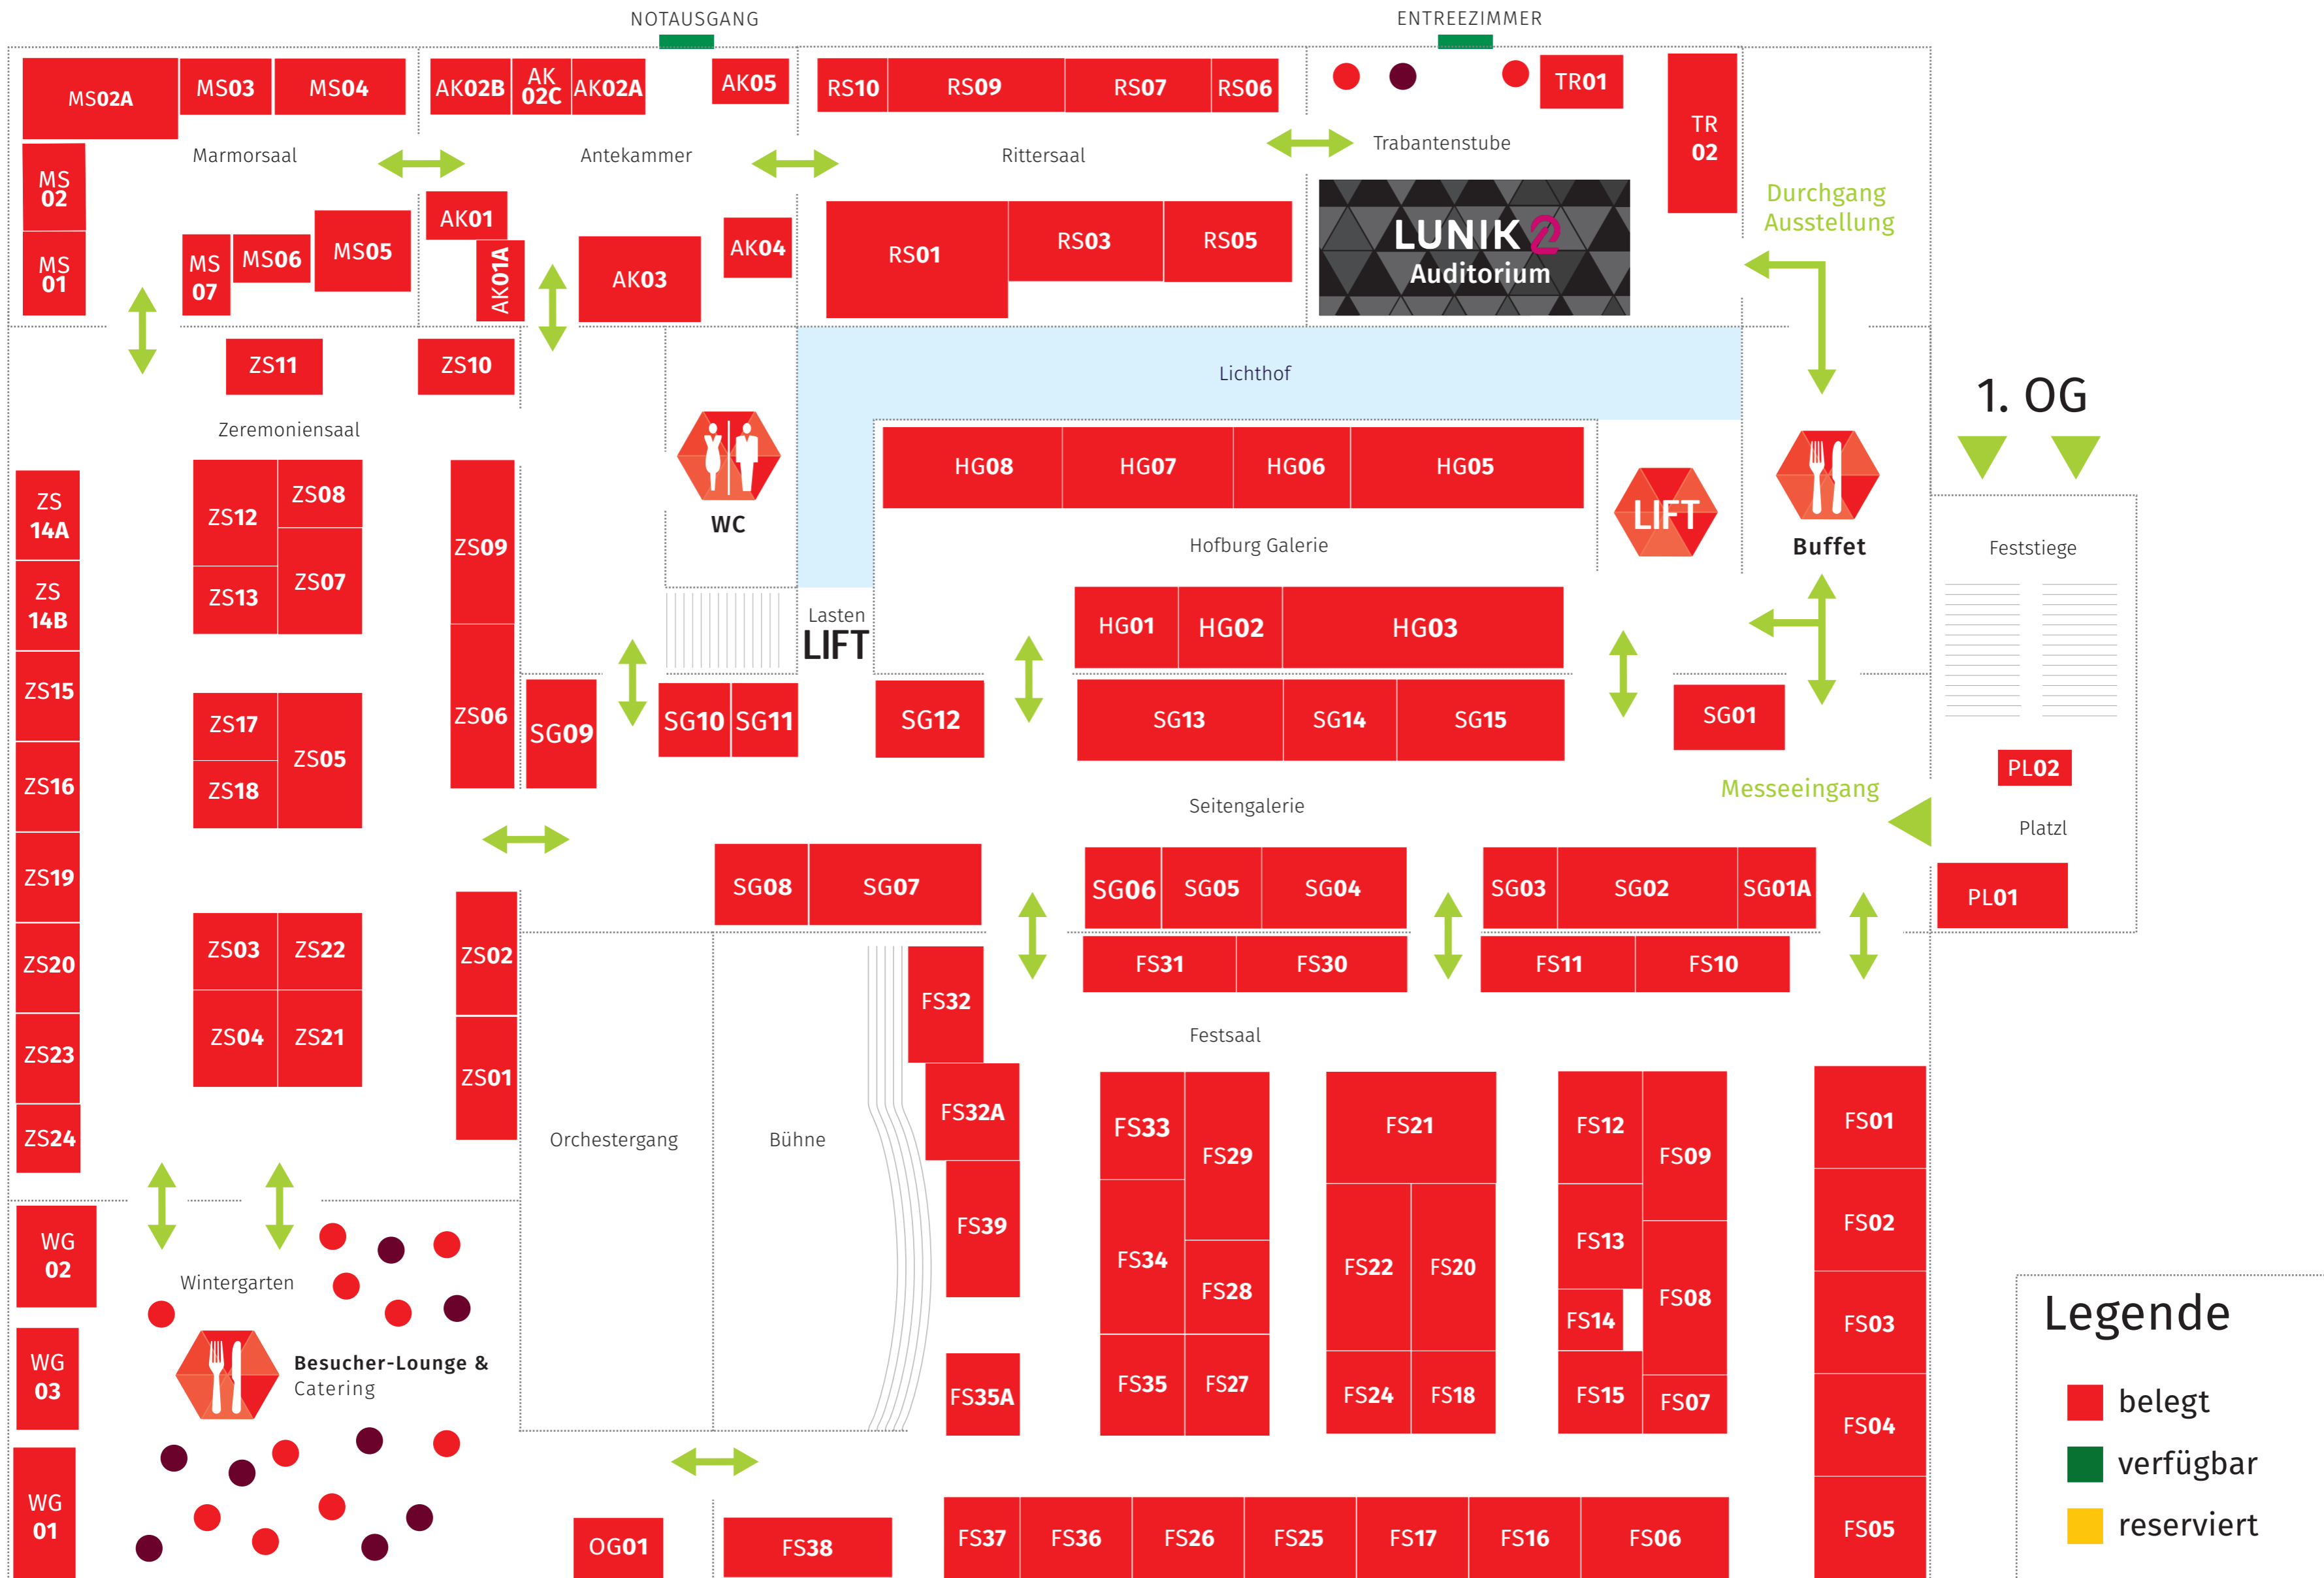 NOTAUSGANG
ENTREEZIMMER
MS02A
MS03
MS04
AK02B
AK
02C
AK02A
AK05
RS10
RS09
RS07
RS06
TR01
TR
02
Marmorsaal
Antekammer
Rittersaal
Trabantenstube
MS
02
MS
01
MS
07
MS06
MS05
AK01
AK01A
AK03
AK04
RS01
RS03
RS05
LUNIK2
Auditorium
Durchgang
Ausstellung
ZS11
ZS10
Lichthof
1. OG
Zeremoniensaal
ZS
14A
ZS
14B
ZS15
ZS16
ZS19
ZS20
ZS23
ZS24
ZS12
ZS08
ZS13
ZS07
ZS09
ZS06
WC
HG08
HG07
HG06
HG05
LIFT
Buffet
Hofburg Galerie
Feststiege
Lasten
LIFT
HG01
HG02
HG03
ZS17
ZS18
ZS05
SG09
SG10
SG11
SG12
SG13
SG14
SG15
SG01
PL02
Messeeingang
Seitengalerie
Platzl
PL01
SG08
SG07
SG06
SG05
SG04
SG03
SG02
SG01A
ZS03
ZS22
ZS04
ZS21
ZS02
ZS01
FS31
FS30
FS11
FS10
FS32
Festsaal
Orchestergang
Bühne
FS32A
FS39
FS35A
FS33
FS29
FS34
FS28
FS35
FS27
FS21
FS22
FS20
FS24
FS18
FS12
FS09
FS13
FS08
FS14
FS15
FS07
FS01
FS02
FS03
FS04
FS05
WG
02
WG
03
WG
01
Wintergarten
Besucher-Lounge &
Catering
OG01
FS38
FS37
FS36
FS26
FS25
FS17
FS16
FS06
Legende
belegt
verfügbar
reserviert